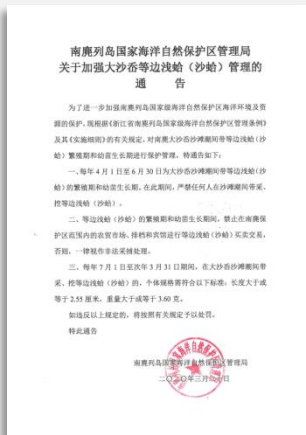 南麂列岛国家海洋自然保护区管理局
关于加强大沙岙等边浅蛤（沙蛤）管理的
通 告
为了进一步加强南麂列岛国家级海洋自然保护区海洋环境及资
源的保护，现根据《浙江省南麂列岛国家级海洋自然保护区管理条例》
及其《实施细则》的有关规定，对南麂大沙岙沙滩潮间带等边浅蛤（沙
蛤）繁殖期和幼苗生长期进行保护管理，特通告如下：
一、每年 4 月 1 日至 6 月 30 日为大沙岙沙滩潮间带等边浅蛤（沙
蛤）的繁殖期和幼苗生长期，在此期间，严禁任何人在沙滩潮间带采、
挖等边浅蛤（沙蛤）。
二、等边浅蛤（沙蛤）的繁殖期和幼苗生长期间，禁止在南麂保
护区范围内的农贸市场、排档和宾馆进行等边浅蛤（沙蛤）买卖交易，
否则，一律视作非法采捕处理。
三、每年 7 月 1 日至次年 3 月 31 日期间，在大沙岙沙滩潮间带
采、挖等边浅蛤（沙蛤）的，个体规格需符合以下标准：长度大于或
等于 2.55 厘米，重量大于或等于 3.60 克。
如违反以上规定的，将按照有关规定予以处罚。
特此通告
南麂列岛国家海洋自然保护区管理局
二〇二〇年三月 日